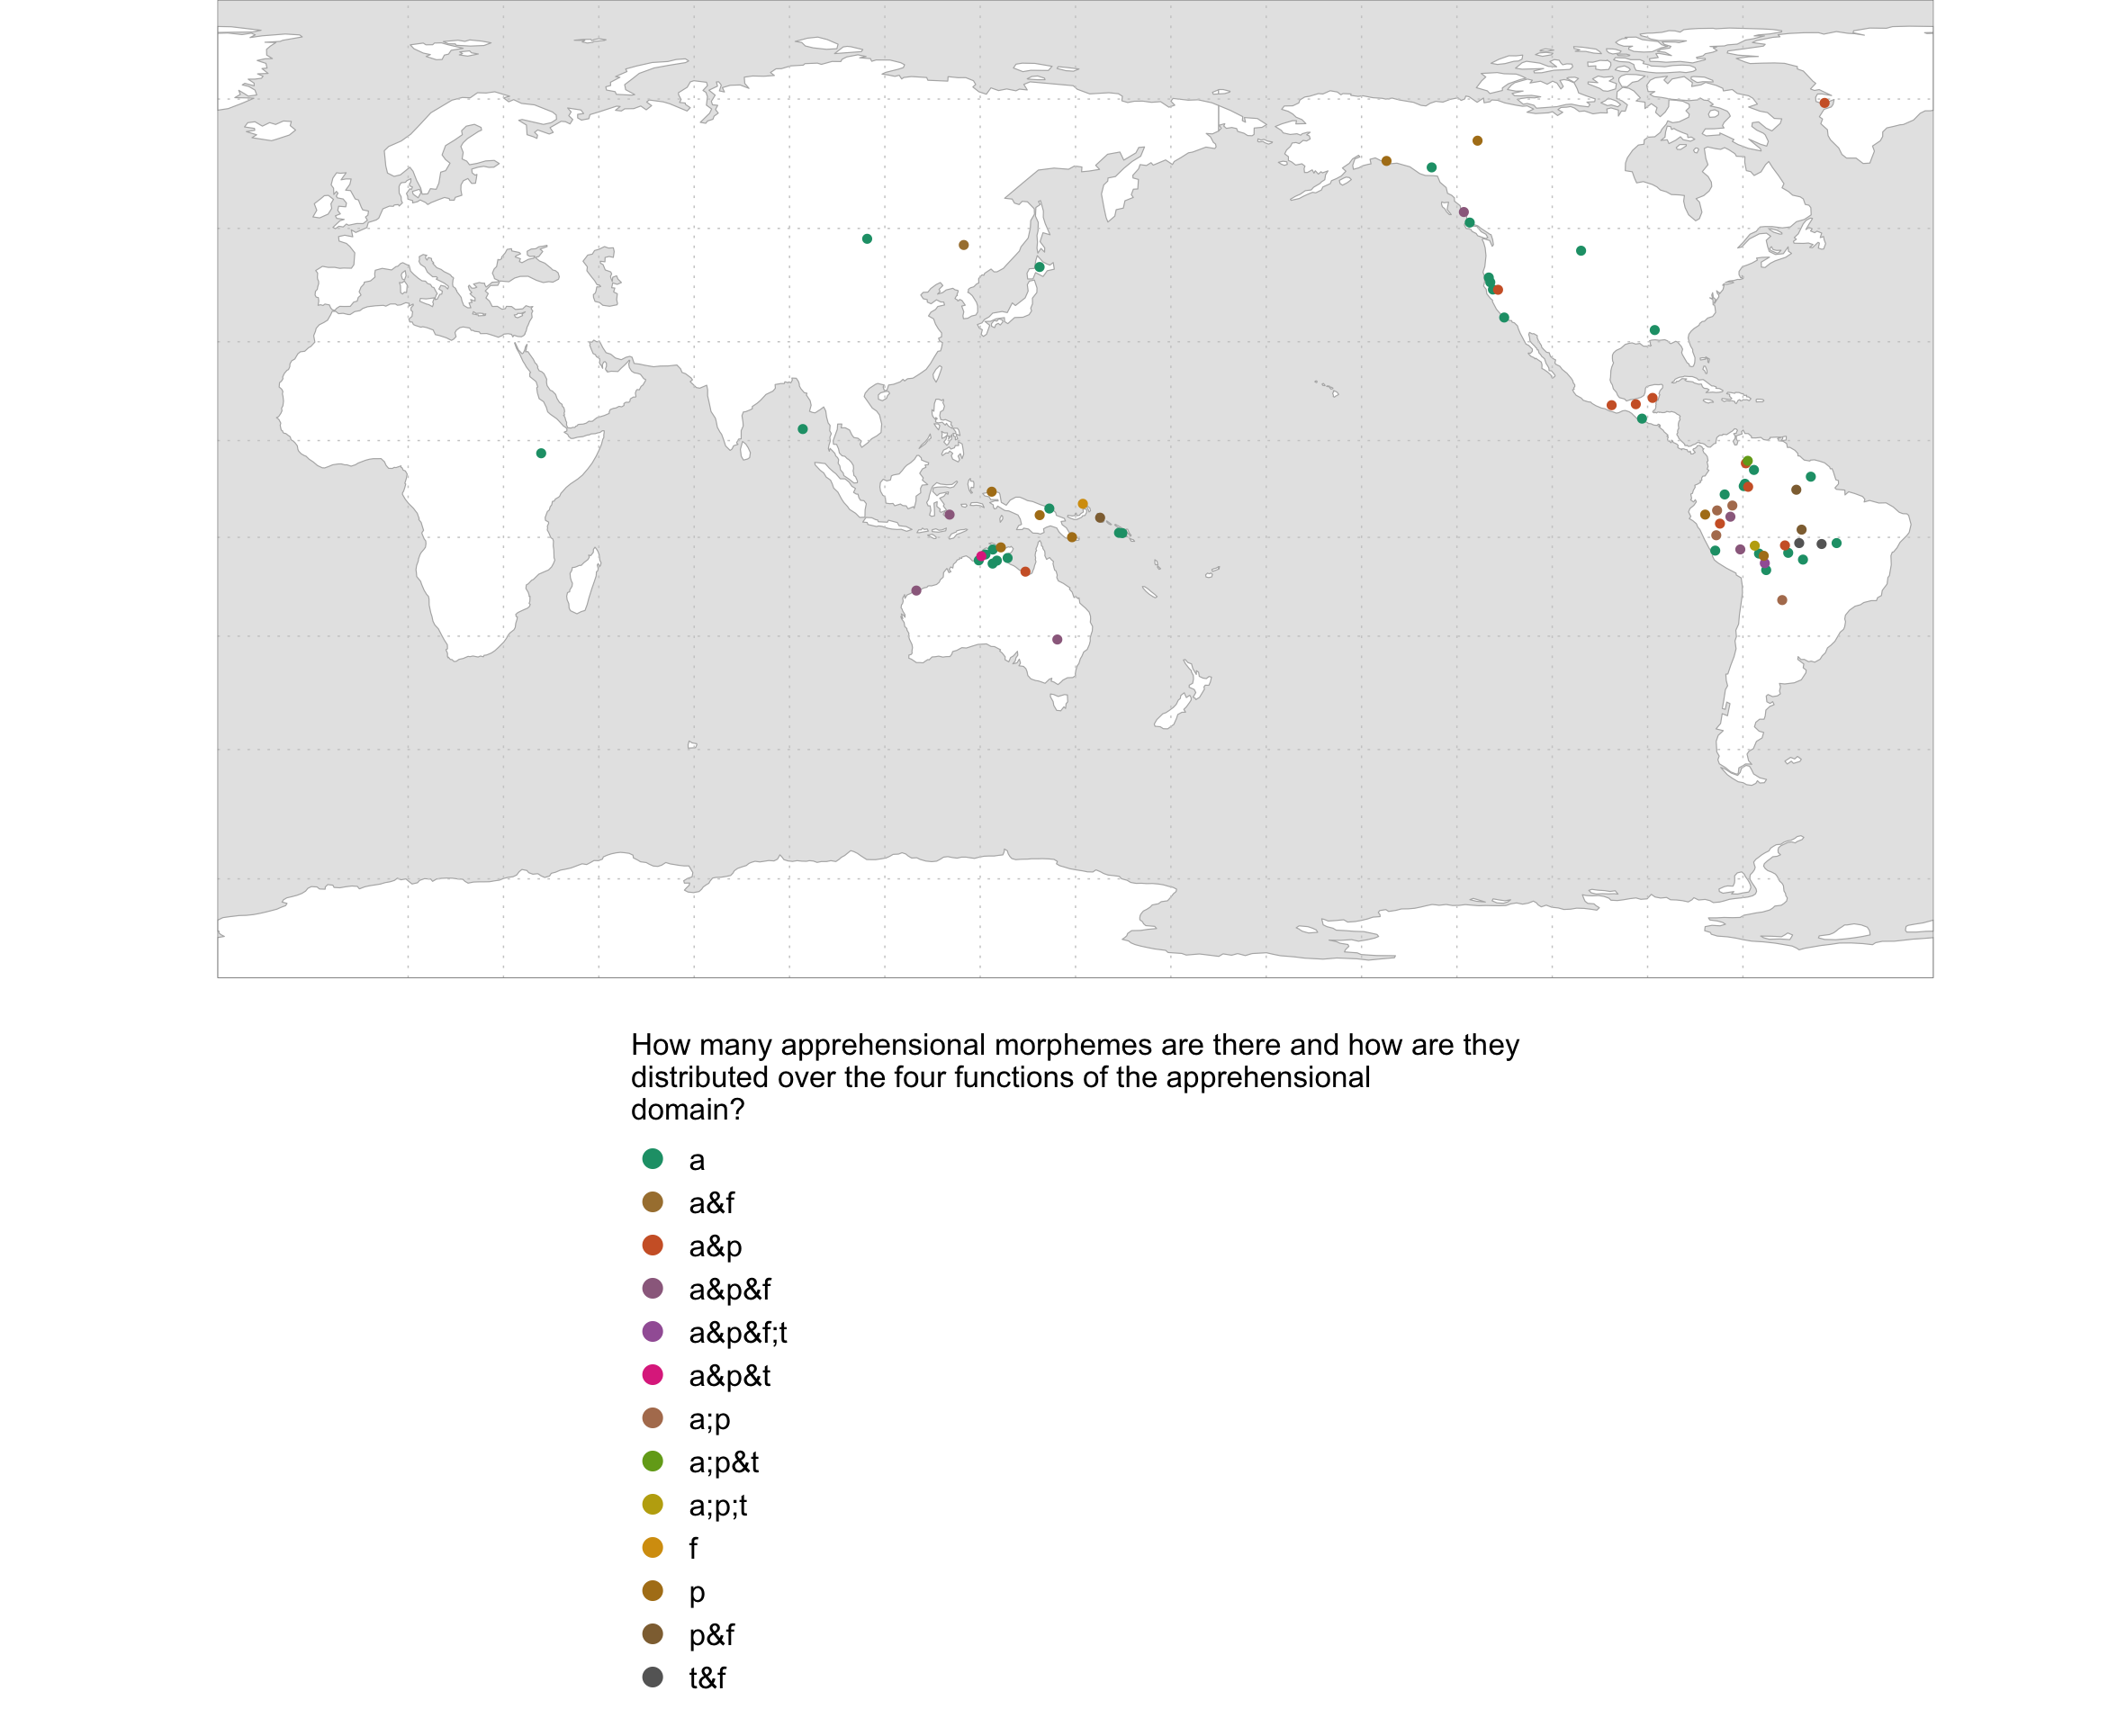 How many apprehensional morphemes are there and how are they
distributed over the four functions of the apprehensional
domain?
a
a&f
a&p
a&p&f
a&p&f;t
a&p&t
a;p
a;p&t
a;p;t
f
p
p&f
t&f